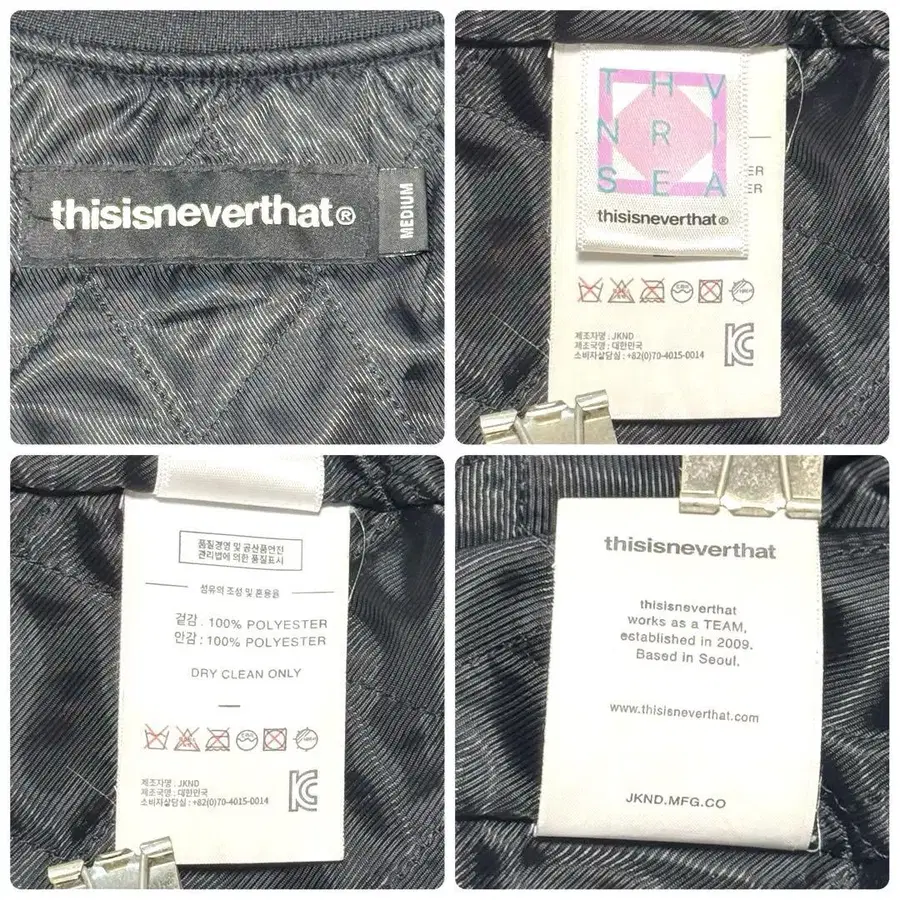 thisisneverthat®
MEDIUM
T H V
N R I
S E A
thisisneverthat®
ER
ER
제조자명 : JKND
제조국명 : 대한민국
소비자상담실 : +82(0)70-4015-0014
품질경영 및 공산품안전
관리법에 의한 품질표시
섬유의 조성 및 혼용율
겉감 : 100% POLYESTER
안감 : 100% POLYESTER
DRY CLEAN ONLY
제조자명 : JKND
제조국명 : 대한민국
소비자상담실 : +82(0)70-4015-0014
thisisneverthat
thisisneverthat
works as a TEAM,
established in 2009.
Based in Seoul.
www.thisisneverthat.com
JKND.MFG.CO